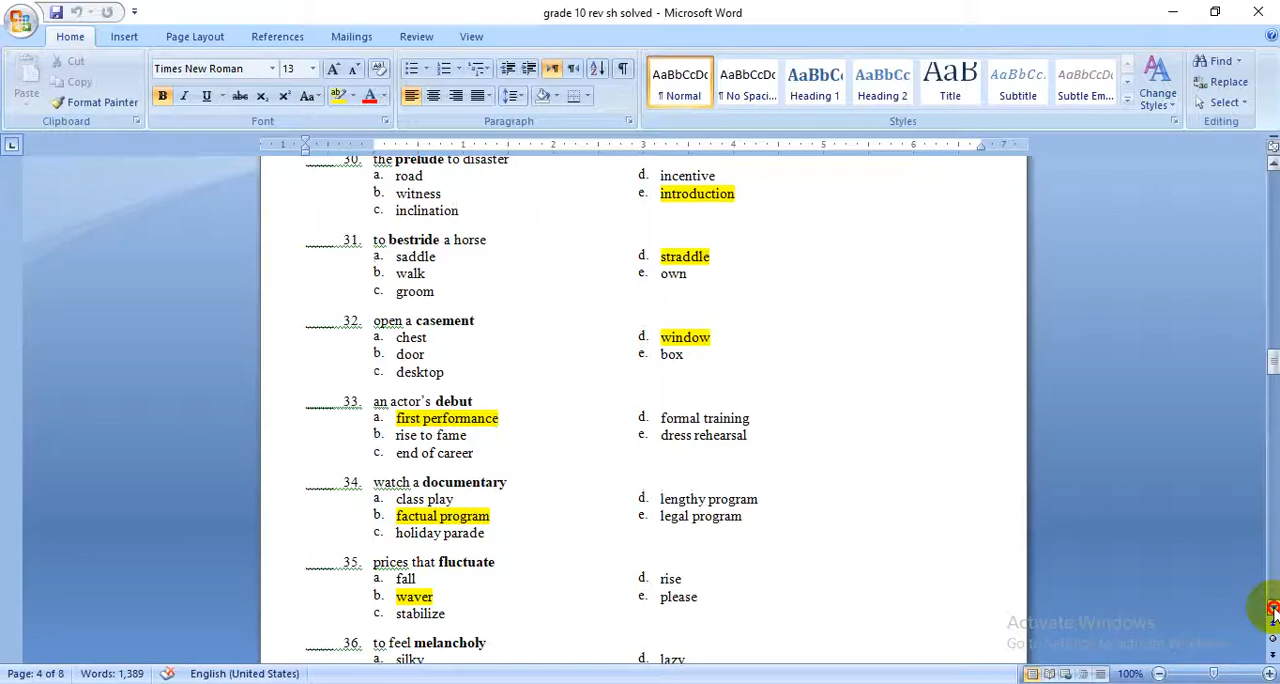 grade 10 rev sh solved - Microsoft Word
Home Insert Page Layout References Mailings Review View
Paste
Cut
Copy
Format Painter
Clipboard
Times New Roman 13
Font
Paragraph
AaBbCcDc AaBbCcDc AaBbC AaBbCc AaB AaBbCc. AaBbCcDc
¶ Normal ¶ No Spaci... Heading 1 Heading 2 Title Subtitle Subtle Em...
Change Styles
Styles
Find
Replace
Select
Editing
30. the prelude to disaster
a. road d. incentive
b. witness e. introduction
c. inclination
31. to bestride a horse
a. saddle d. straddle
b. walk e. own
c. groom
32. open a casement
a. chest d. window
b. door e. box
c. desktop
33. an actor's debut
a. first performance d. formal training
b. rise to fame e. dress rehearsal
c. end of career
34. watch a documentary
a. class play d. lengthy program
b. factual program e. legal program
c. holiday parade
35. prices that fluctuate
a. fall d. rise
b. waver e. please
c. stabilize
36. to feel melancholy
a. silky d. lazy
Activate Windows
Go to Settings to activate Windows.
Page: 4 of 8 Words: 1,389 English (United States) 100%